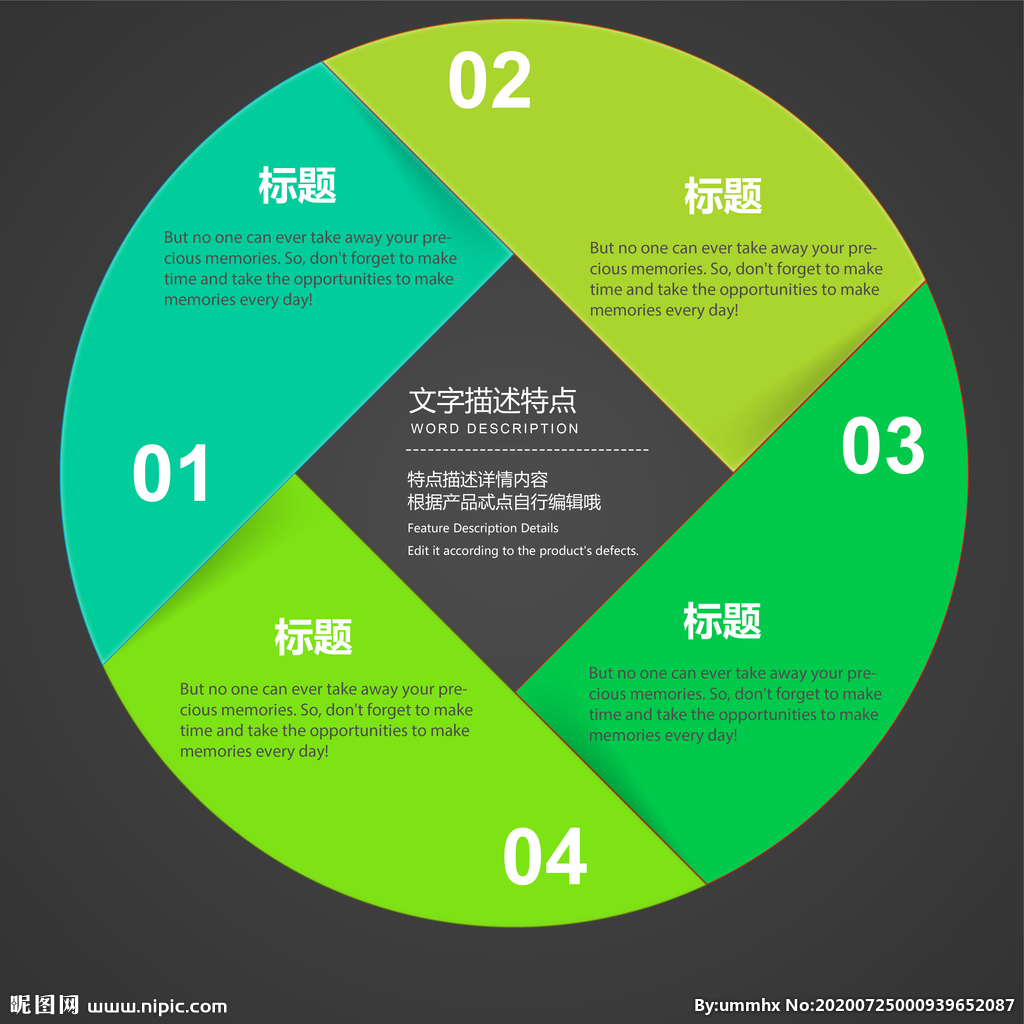 02
标题
But no one can ever take away your pre-
cious memories. So, don't forget to make
time and take the opportunities to make
memories every day!
标题
But no one can ever take away your pre-
cious memories. So, don't forget to make
time and take the opportunities to make
memories every day!
01
文字描述特点
WORD DESCRIPTION
特点描述详情内容
根据产品忒点自行编辑哦
Feature Description Details
Edit it according to the product's defects.
03
标题
But no one can ever take away your pre-
cious memories. So, don't forget to make
time and take the opportunities to make
memories every day!
标题
But no one can ever take away your pre-
cious memories. So, don't forget to make
time and take the opportunities to make
memories every day!
04
昵图网 www.nipic.com
By:ummhx No:20200725000939652087